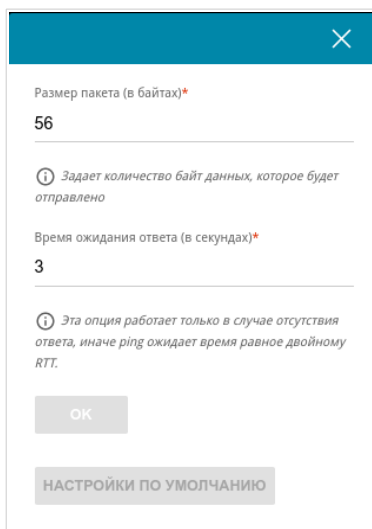 Размер пакета (в байтах)*
56
Задает количество байт данных, которое будет
отправлено
Время ожидания ответа (в секундах)*
3
Эта опция работает только в случае отсутствия
ответа, иначе ping ожидает время равное двойному
RTT.
OK
НАСТРОЙКИ ПО УМОЛЧАНИЮ